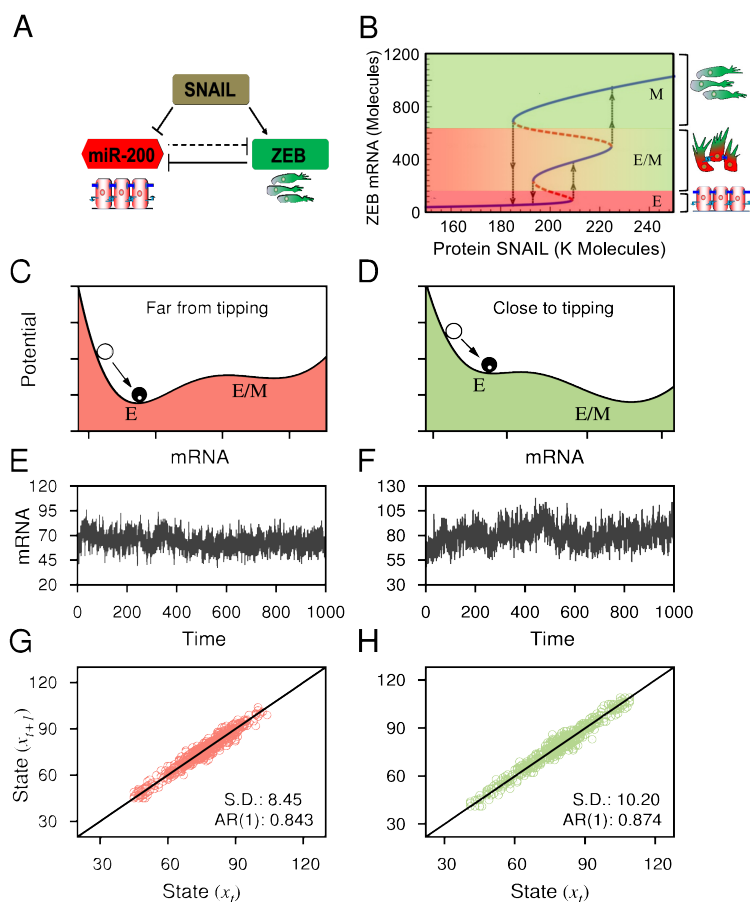 A
SNAIL
miR-200
ZEB
B
ZEB mRNA (Molecules)
1200
800
400
0
M
E/M
E
160 180 200 220 240
Protein SNAIL (K Molecules)
C
Far from tipping
Potential
E
E/M
mRNA
D
Close to tipping
E
E/M
mRNA
E
mRNA
120
95
70
45
20
0 200 400 600 800 1000
Time
F
130
105
80
55
30
0 200 400 600 800 1000
Time
G
State (xt+1)
120
90
60
30
S.D.: 8.45
AR(1): 0.843
30 60 90 120
State (xt)
H
120
90
60
30
S.D.: 10.20
AR(1): 0.874
30 60 90 120
State (xt)